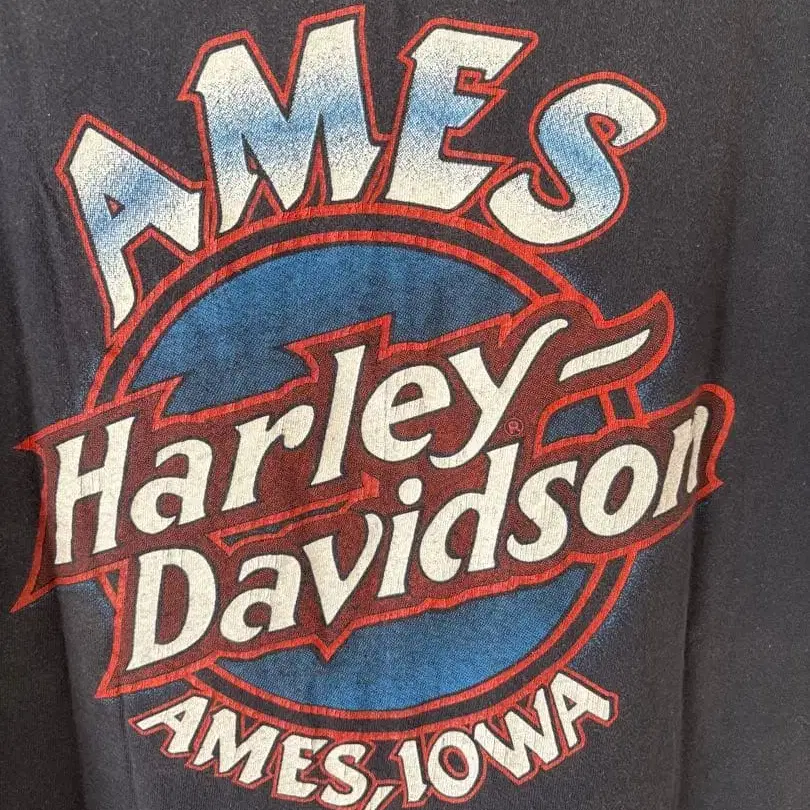 AMES
Harley-
Davidson
®
AMES, IOWA